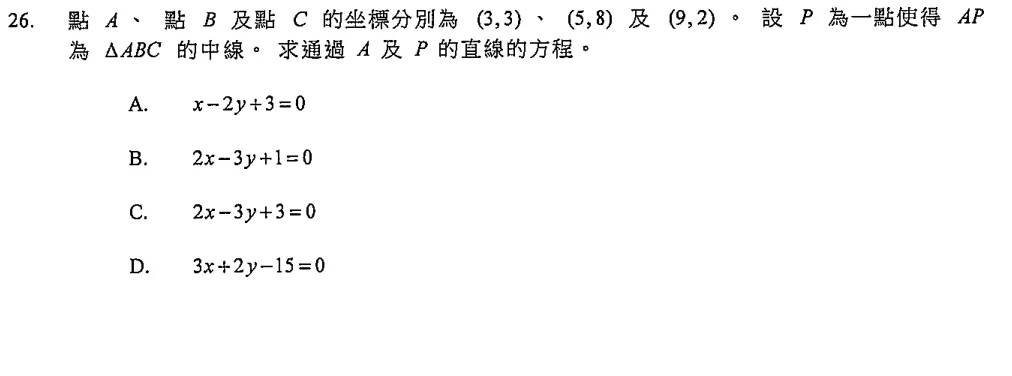 26. 點 A、 點 B 及點 C 的坐標分別為 (3,3)、 (5,8) 及 (9,2)。 設 P 為一點使得 AP
為 ΔABC 的中線。 求通過 A 及 P 的直線的方程。
A. x−2y+3=0
B. 2x−3y+1=0
C. 2x−3y+3=0
D. 3x+2y−15=0